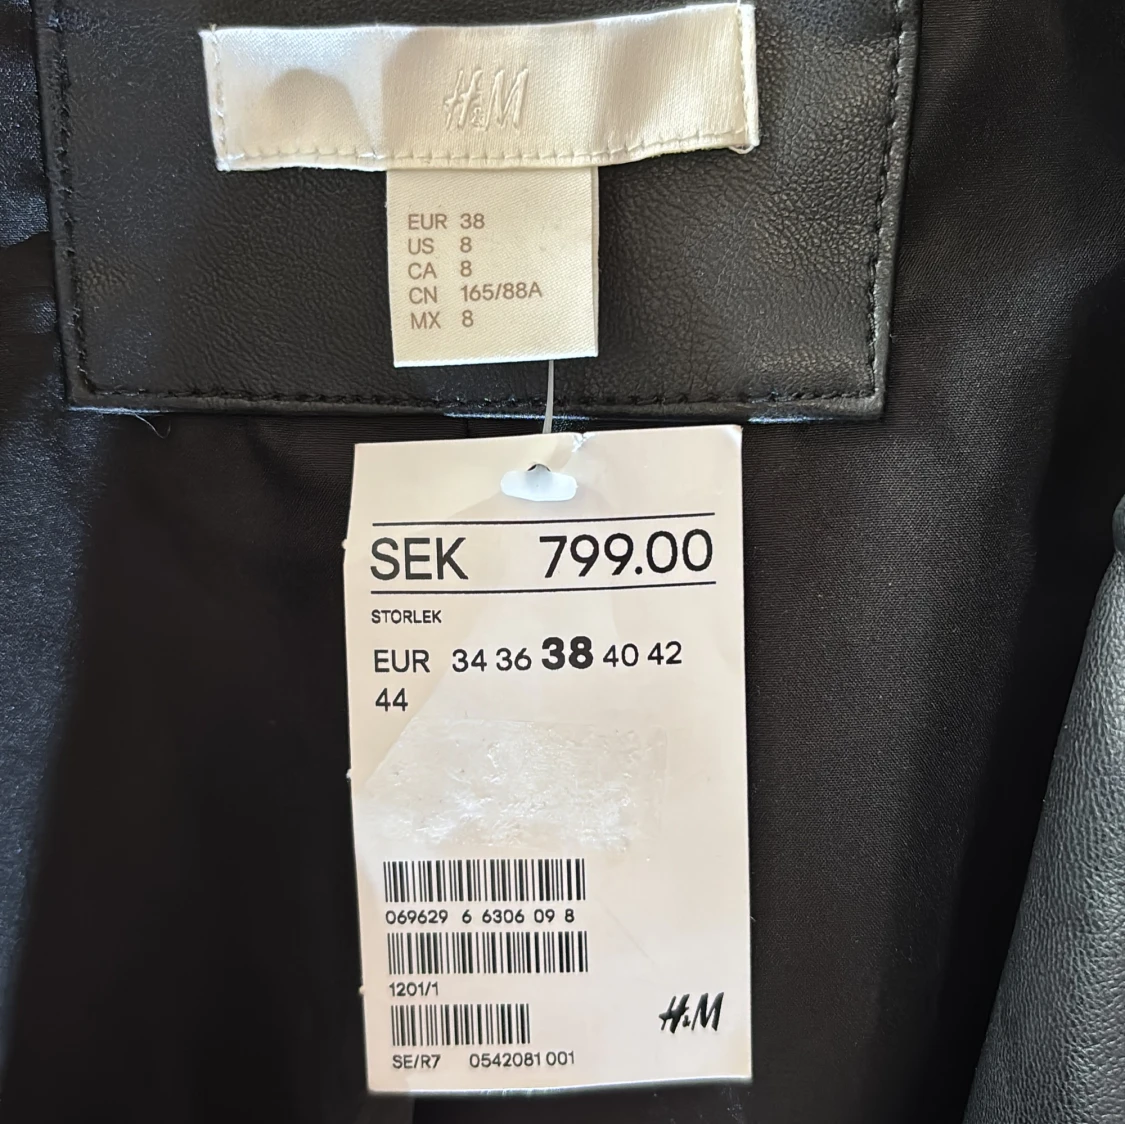 H&M
EUR 38
US 8
CA 8
CN 165/88A
MX 8
SEK 799.00
STORLEK
EUR 34 36 38 40 42
44
069629 6 6306 09 8
1201/1
H&M
SE/R7 0542081 001